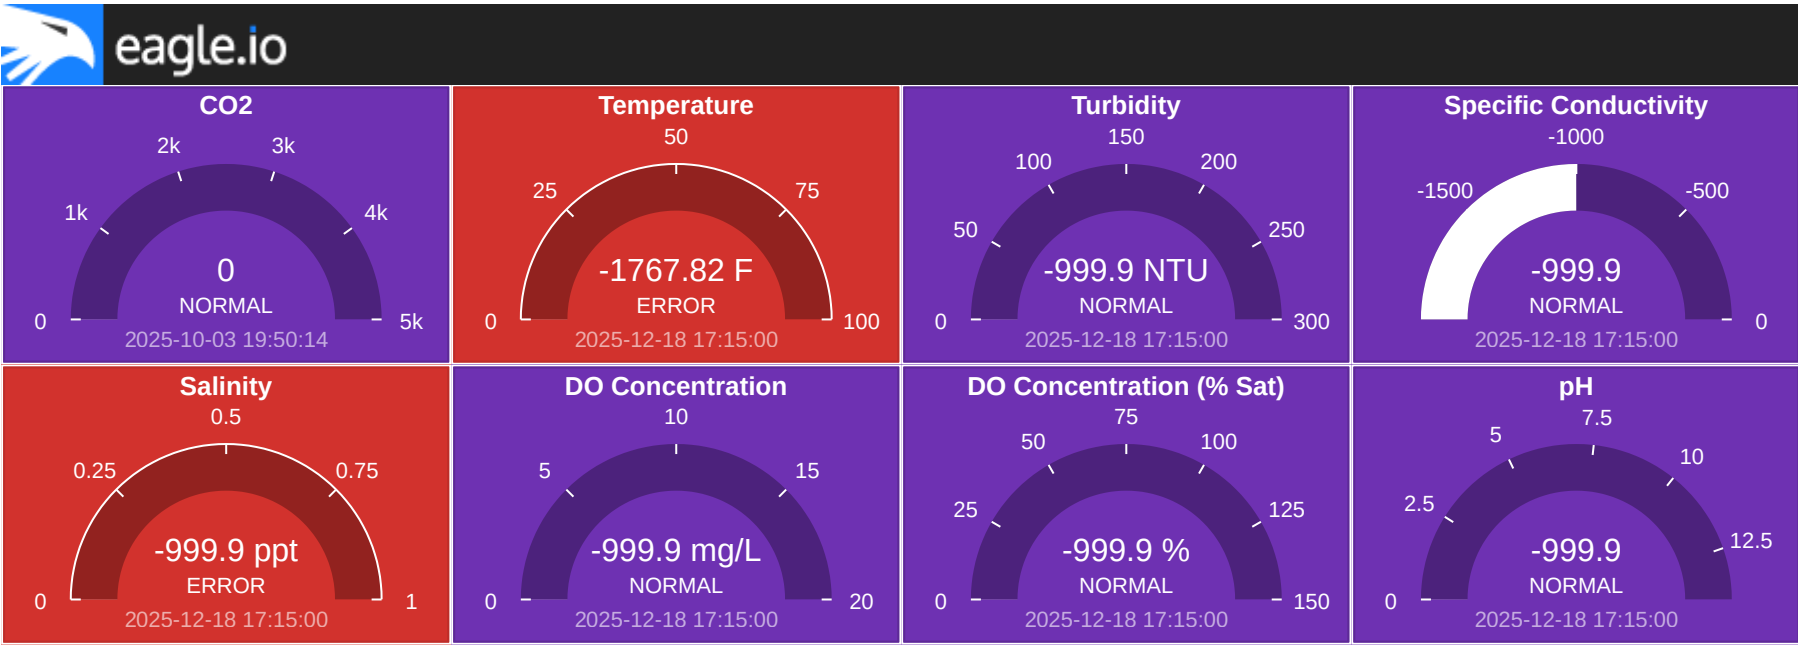 eagle.io
CO2
2k
3k
1k
4k
0
NORMAL
0
5k
2025-10-03 19:50:14
Temperature
50
25
75
-1767.82 F
ERROR
0
100
2025-12-18 17:15:00
Turbidity
150
100
200
50
250
-999.9 NTU
NORMAL
0
300
2025-12-18 17:15:00
Specific Conductivity
-1000
-1500
-500
-999.9
NORMAL
0
2025-12-18 17:15:00
Salinity
0.5
0.25
0.75
-999.9 ppt
ERROR
0
1
2025-12-18 17:15:00
DO Concentration
10
5
15
-999.9 mg/L
NORMAL
0
20
2025-12-18 17:15:00
DO Concentration (% Sat)
75
50
100
25
125
-999.9 %
NORMAL
0
150
2025-12-18 17:15:00
pH
7.5
5
10
2.5
12.5
-999.9
NORMAL
0
2025-12-18 17:15:00